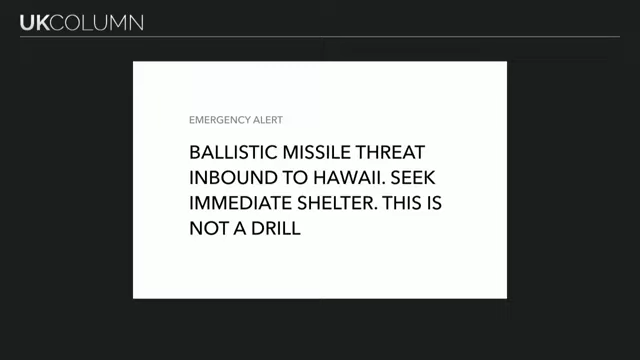 UKCOLUMN
EMERGENCY ALERT
BALLISTIC MISSILE THREAT
INBOUND TO HAWAII. SEEK
IMMEDIATE SHELTER. THIS IS
NOT A DRILL